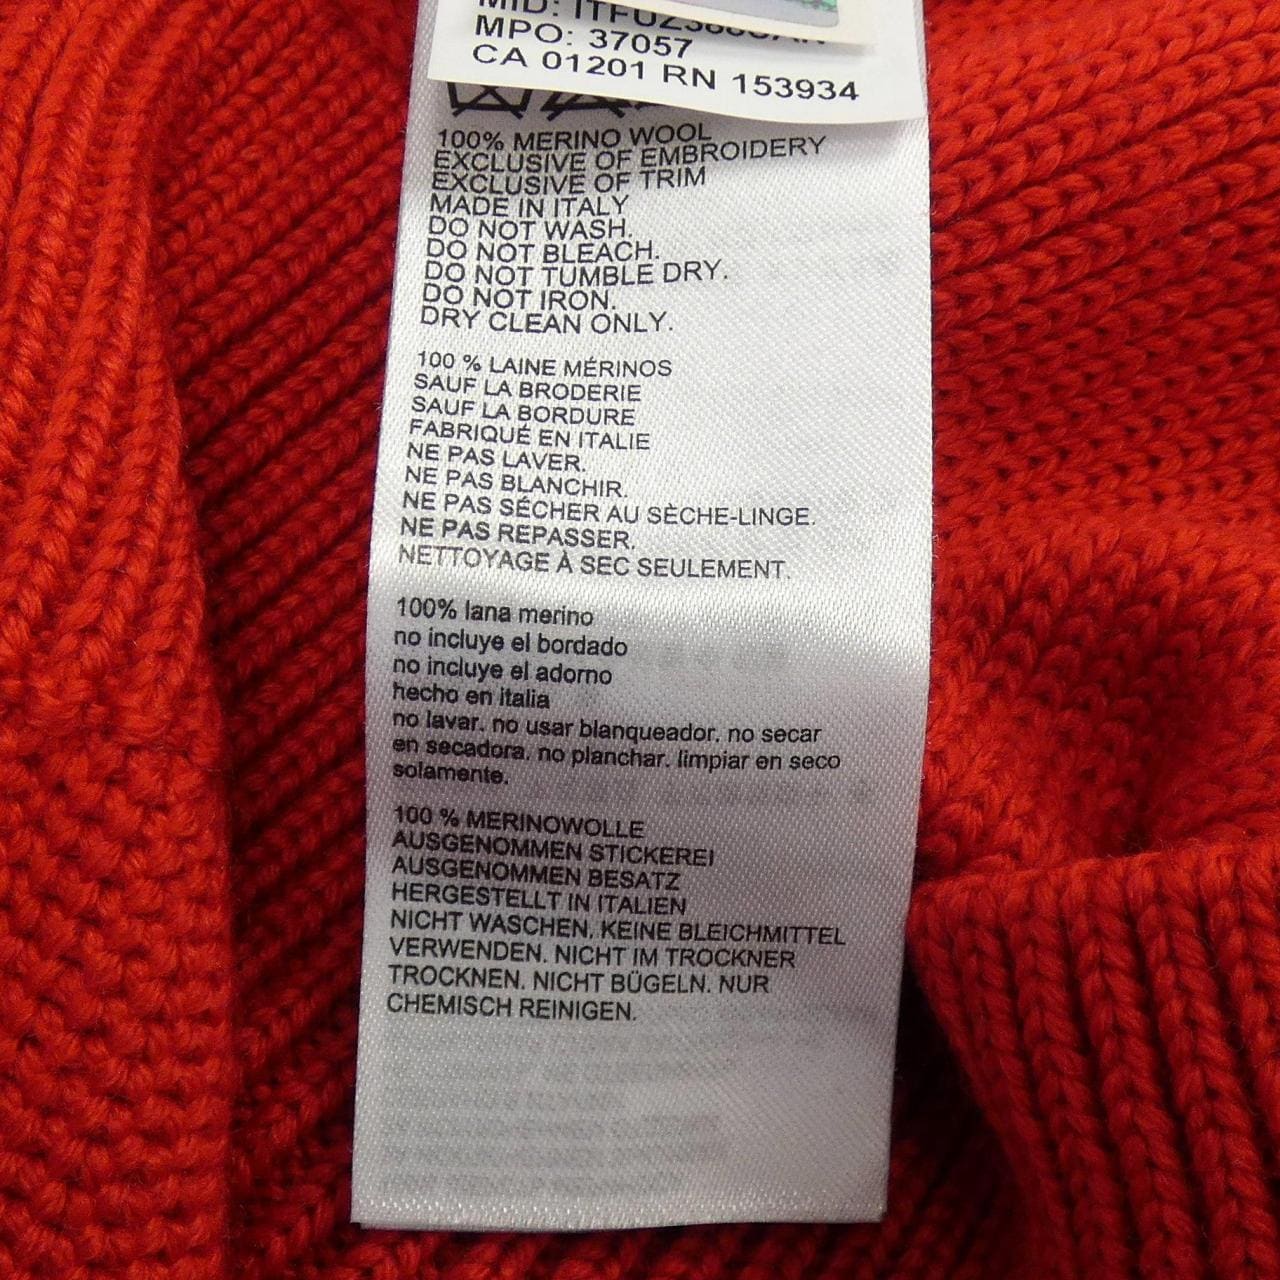 MPO: 37057
CA 01201 RN 153934
100% MERINO WOOL
EXCLUSIVE OF EMBROIDERY
EXCLUSIVE OF TRIM
MADE IN ITALY
DO NOT WASH.
DO NOT BLEACH.
DO NOT TUMBLE DRY.
DO NOT IRON.
DRY CLEAN ONLY.
100 % LAINE MÉRINOS
SAUF LA BRODERIE
SAUF LA BORDURE
FABRIQUÉ EN ITALIE
NE PAS LAVER.
NE PAS BLANCHIR.
NE PAS SÉCHER AU SÈCHE-LINGE.
NE PAS REPASSER.
NETTOYAGE À SEC SEULEMENT.
100% lana merino
no incluye el bordado
no incluye el adorno
hecho en italia
no lavar. no usar blanqueador. no secar
en secadora. no planchar. limpiar en seco
solamente.
100 % MERINOWOLLE
AUSGENOMMEN STICKEREI
AUSGENOMMEN BESATZ
HERGESTELLT IN ITALIEN
NICHT WASCHEN. KEINE BLEICHMITTEL
VERWENDEN. NICHT IM TROCKNER
TROCKNEN. NICHT BÜGELN. NUR
CHEMISCH REINIGEN.